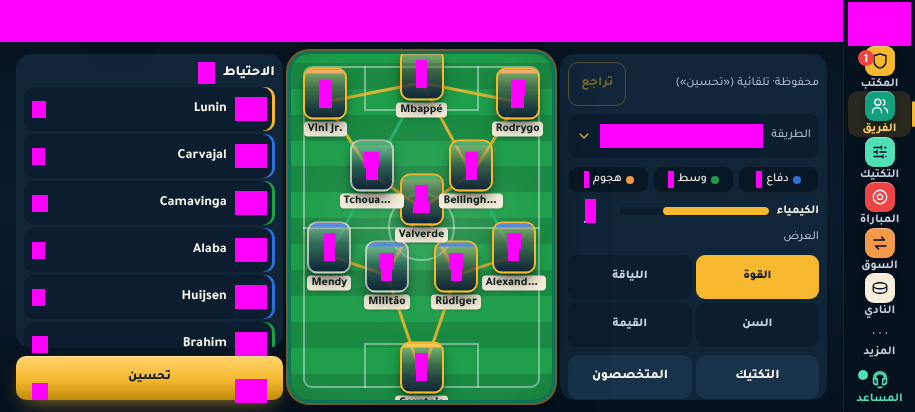 المكتب
1
الفريق
التكتيك
المباراة
السوق
النادي
...
المزيد
المساعد
محفوظة: تلقائية («تحسين»)
تراجع
الطريقة
دفاع
وسط
هجوم
الكيمياء
العرض
القوة
اللياقة
السن
القيمة
التكتيك
المتخصصون
Mbappé
Vini Jr.
Rodrygo
Tchoua...
Bellingh...
Valverde
Mendy
Alexand...
Militão
Rüdiger
الاحتياط
Lunin
Carvajal
Camavinga
Alaba
Huijsen
Brahim
تحسين